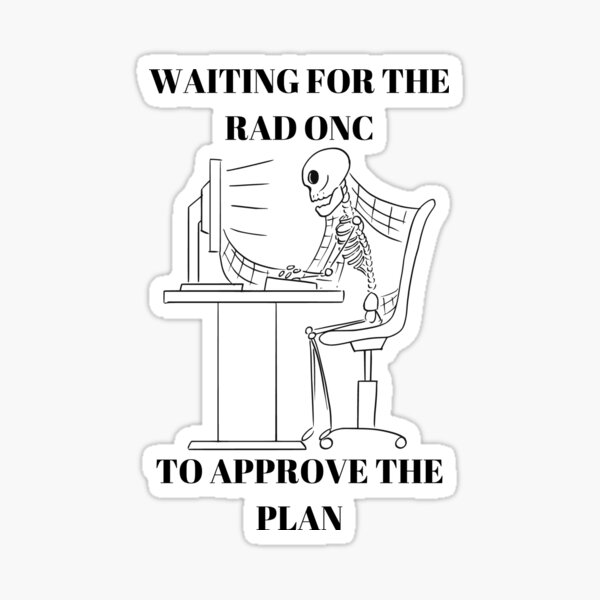 WAITING FOR THE
RAD ONC
TO APPROVE THE
PLAN